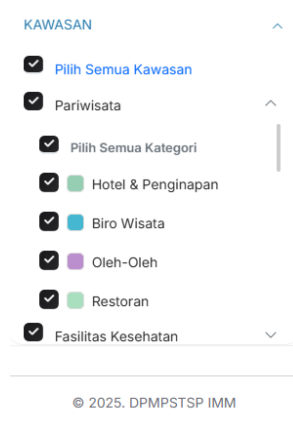 KAWASAN
Pilih Semua Kawasan
Pariwisata
Pilih Semua Kategori
Hotel & Penginapan
Biro Wisata
Oleh-Oleh
Restoran
Fasilitas Kesehatan
© 2025. DPMPSTSP IMM